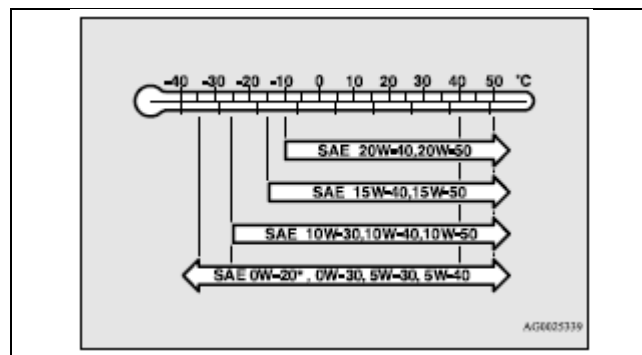 -40 -30 -20 -10 0 10 20 30 40 50 °C
SAE 20W-40,20W-50
SAE 15W-40,15W-50
SAE 10W-30,10W-40,10W-50
SAE 0W-20* , 0W-30, 5W-30, 5W-40
AG0025339